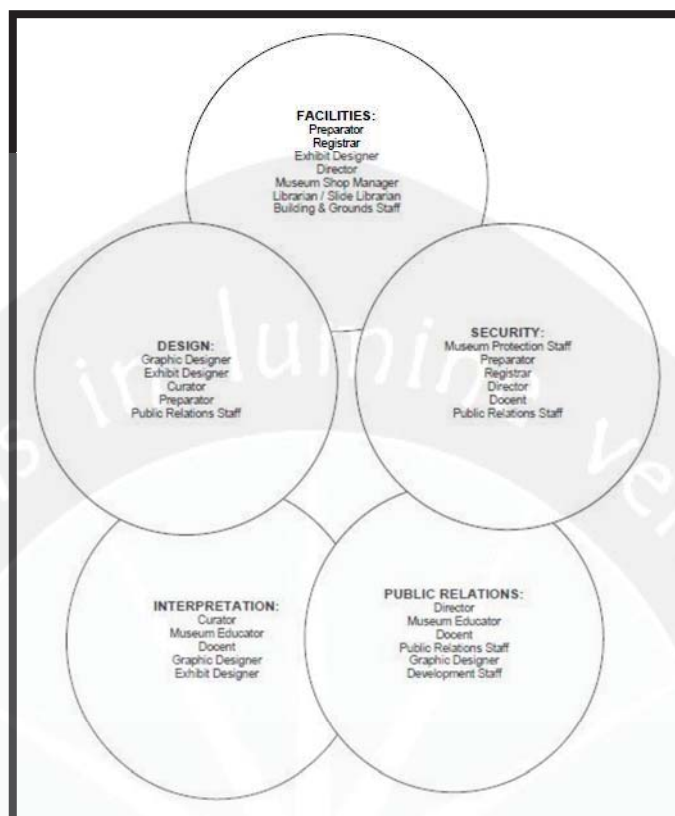 FACILITIES:
Preparator
Registrar
Exhibit Designer
Director
Museum Shop Manager
Librarian / Slide Librarian
Building & Grounds Staff
DESIGN:
Graphic Designer
Exhibit Designer
Curator
Preparator
Public Relations Staff
SECURITY:
Museum Protection Staff
Preparator
Registrar
Director
Docent
Public Relations Staff
INTERPRETATION:
Curator
Museum Educator
Docent
Graphic Designer
Exhibit Designer
PUBLIC RELATIONS:
Director
Museum Educator
Docent
Public Relations Staff
Graphic Designer
Development Staff
in lumine